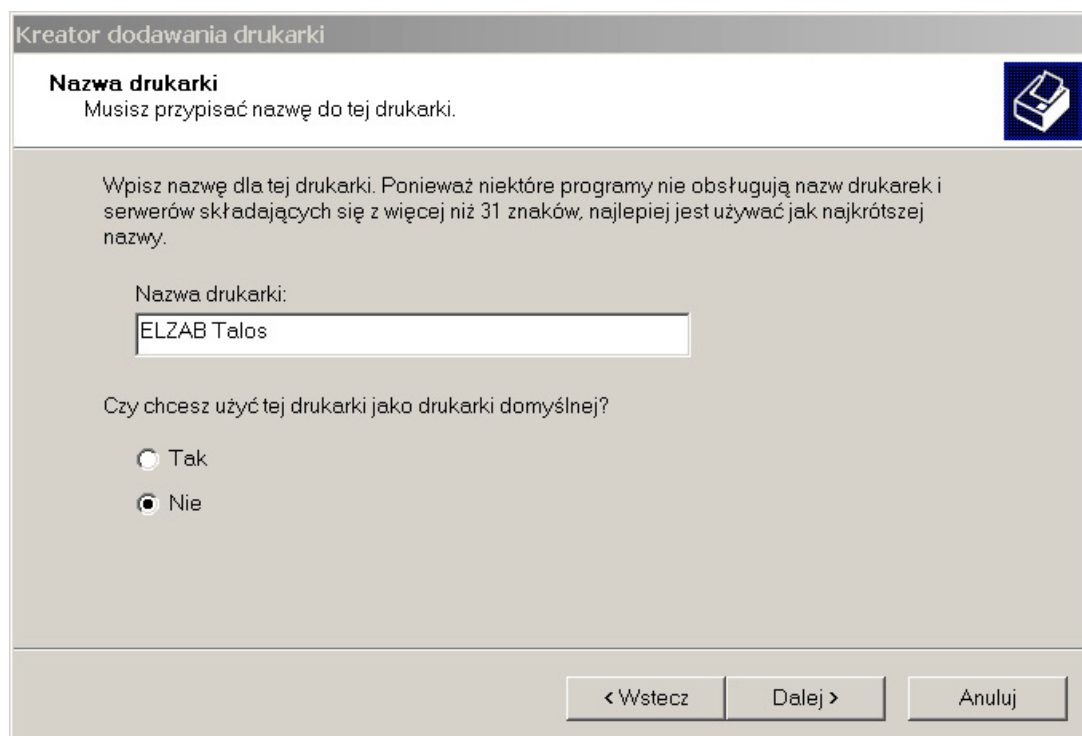 Kreator dodawania drukarki
Nazwa drukarki
Musisz przypisać nazwę do tej drukarki.
Wpisz nazwę dla tej drukarki. Ponieważ niektóre programy nie obsługują nazw drukarek i
serwerów składających się z więcej niż 31 znaków, najlepiej jest używać jak najkrótszej
nazwy.
Nazwa drukarki:
ELZAB Talos
Czy chcesz użyć tej drukarki jako drukarki domyślnej?
Tak
Nie
< Wstecz Dalej > Anuluj